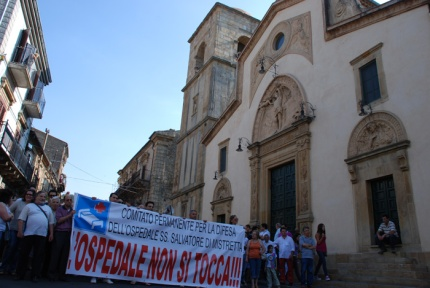 COMITATO PERMANENTE PER LA DIFESA
DELL'OSPEDALE SS. SALVATORE DI MISTRETTA
L'OSPEDALE NON SI TOCCA!!!